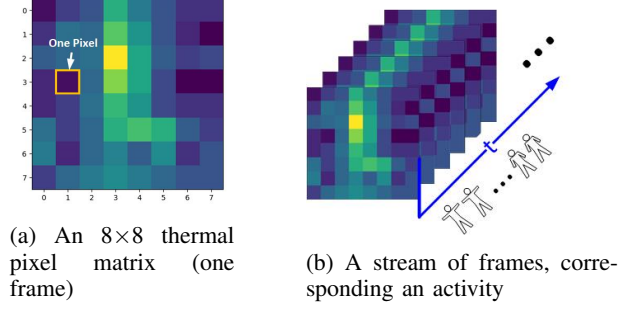 0
1
2
3
4
5
6
7
One Pixel
0 1 2 3 4 5 6 7
t
(a) An 8×8 thermal
pixel matrix (one
frame)
(b) A stream of frames, corre-
sponding an activity